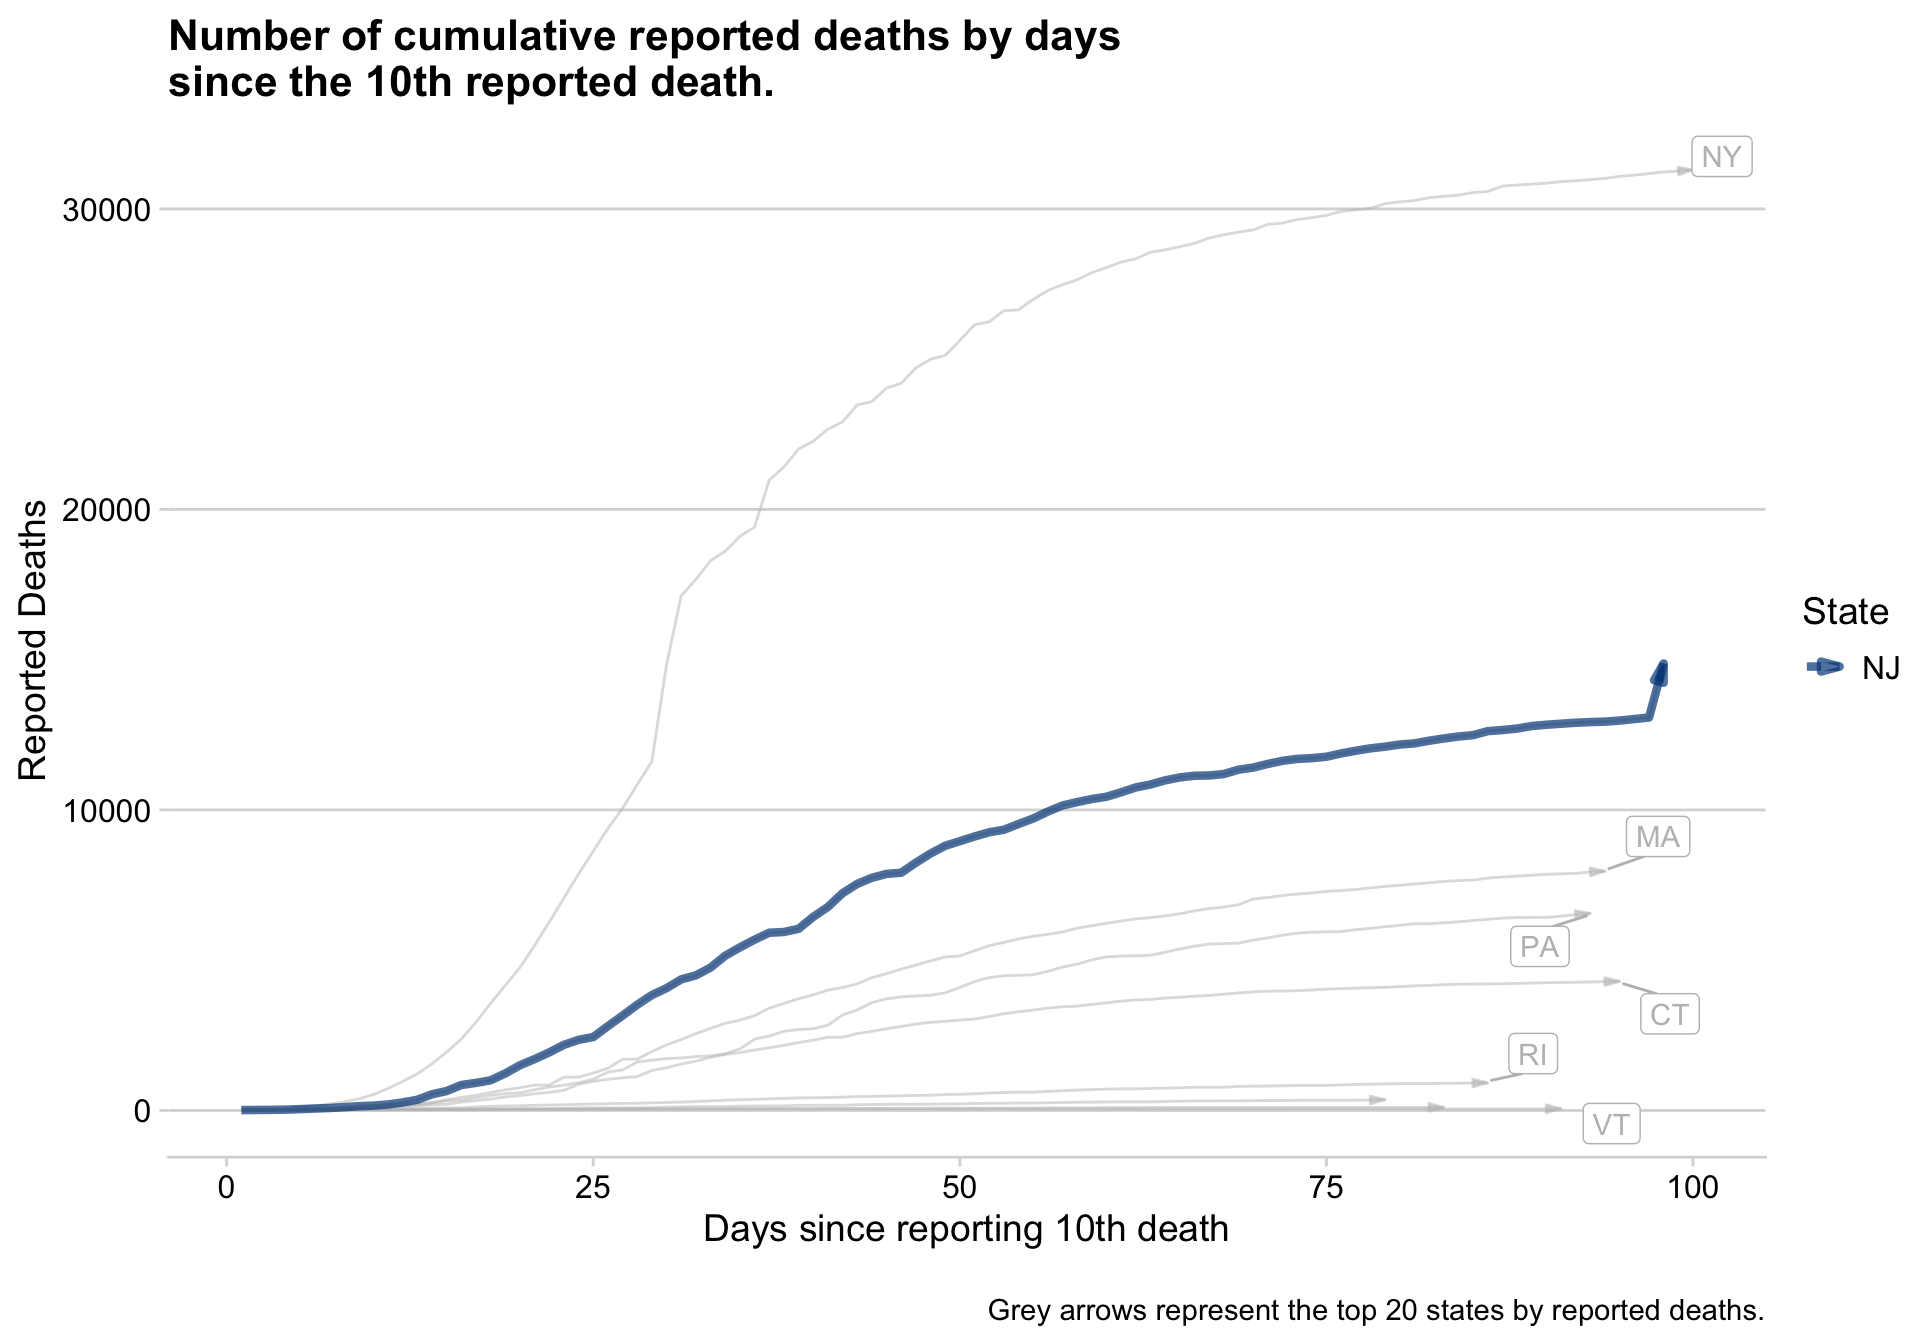 Number of cumulative reported deaths by days
since the 10th reported death.
NY
30000
20000
10000
0
Reported Deaths
State
NJ
MA
PA
CT
RI
VT
0 25 50 75 100
Days since reporting 10th death
Grey arrows represent the top 20 states by reported deaths.